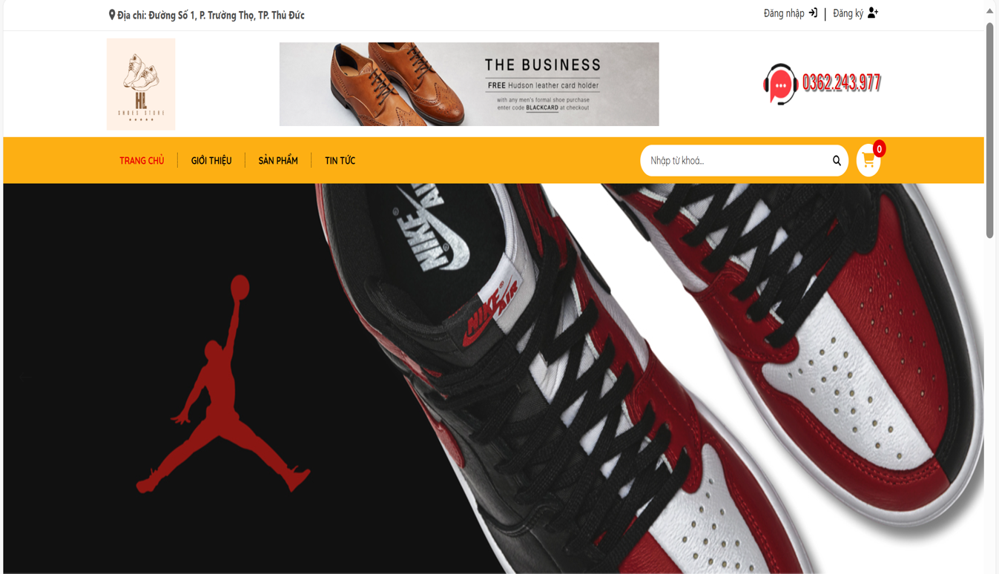 Địa chỉ: Đường Số 1, P. Trường Thọ, TP. Thủ Đức
Đăng nhập | Đăng ký
HL
SHOES STORE
THE BUSINESS
FREE Hudson leather card holder
with any men's formal shoe purchase
enter code BLACKCARD at checkout
0362.243.977
TRANG CHỦ
GIỚI THIỆU
SẢN PHẨM
TIN TỨC
Nhập từ khoá...
0
NIKE AIR
NIKE
AIR